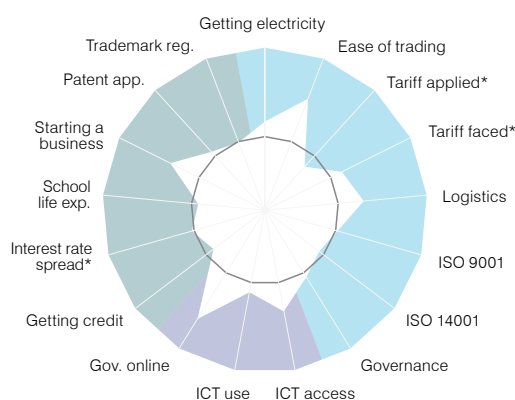 Getting electricity
Ease of trading
Tariff applied*
Tariff faced*
Logistics
ISO 9001
ISO 14001
Governance
ICT access
ICT use
Gov. online
Getting credit
Interest rate
spread*
School
life exp.
Starting a
business
Patent app.
Trademark reg.